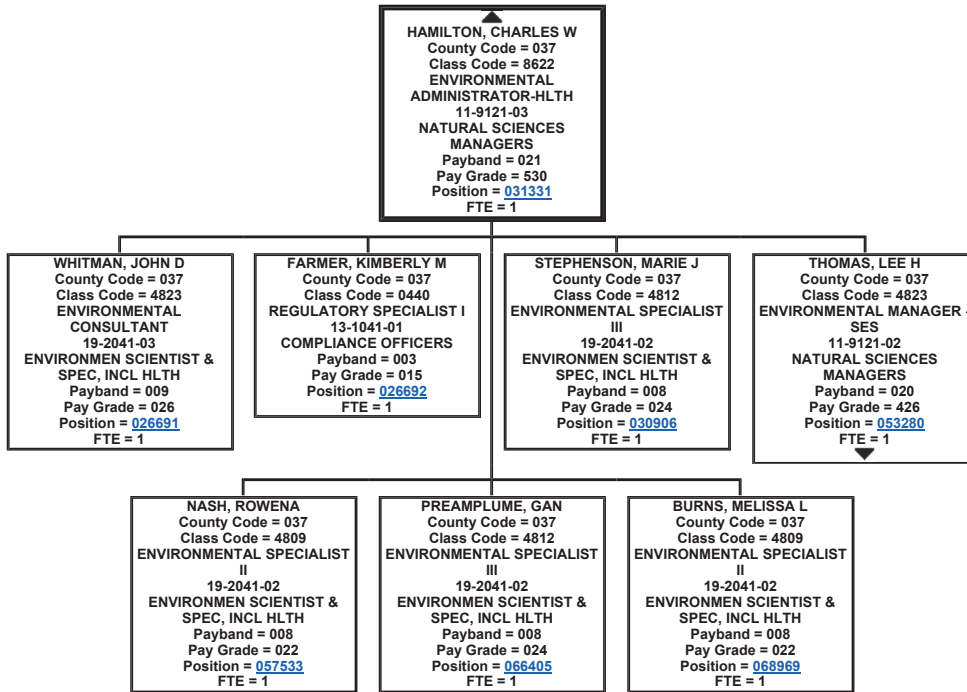 HAMILTON, CHARLES W
County Code = 037
Class Code = 8622
ENVIRONMENTAL
ADMINISTRATOR-HLTH
11-9121-03
NATURAL SCIENCES
MANAGERS
Payband = 021
Pay Grade = 530
Position = 031331
FTE = 1
WHITMAN, JOHN D
County Code = 037
Class Code = 4823
ENVIRONMENTAL
CONSULTANT
19-2041-03
ENVIRONMEN SCIENTIST &
SPEC, INCL HLTH
Payband = 009
Pay Grade = 026
Position = 026691
FTE = 1
FARMER, KIMBERLY M
County Code = 037
Class Code = 0440
REGULATORY SPECIALIST I
13-1041-01
COMPLIANCE OFFICERS
Payband = 003
Pay Grade = 015
Position = 026692
FTE = 1
STEPHENSON, MARIE J
County Code = 037
Class Code = 4812
ENVIRONMENTAL SPECIALIST
III
19-2041-02
ENVIRONMEN SCIENTIST &
SPEC, INCL HLTH
Payband = 008
Pay Grade = 024
Position = 030906
FTE = 1
THOMAS, LEE H
County Code = 037
Class Code = 4823
ENVIRONMENTAL MANAGER -
SES
11-9121-02
NATURAL SCIENCES
MANAGERS
Payband = 020
Pay Grade = 426
Position = 053280
FTE = 1
NASH, ROWENA
County Code = 037
Class Code = 4809
ENVIRONMENTAL SPECIALIST
II
19-2041-02
ENVIRONMEN SCIENTIST &
SPEC, INCL HLTH
Payband = 008
Pay Grade = 022
Position = 057533
FTE = 1
PREAMPLUME, GAN
County Code = 037
Class Code = 4812
ENVIRONMENTAL SPECIALIST
III
19-2041-02
ENVIRONMEN SCIENTIST &
SPEC, INCL HLTH
Payband = 008
Pay Grade = 024
Position = 066405
FTE = 1
BURNS, MELISSA L
County Code = 037
Class Code = 4809
ENVIRONMENTAL SPECIALIST
II
19-2041-02
ENVIRONMEN SCIENTIST &
SPEC, INCL HLTH
Payband = 008
Pay Grade = 022
Position = 068969
FTE = 1